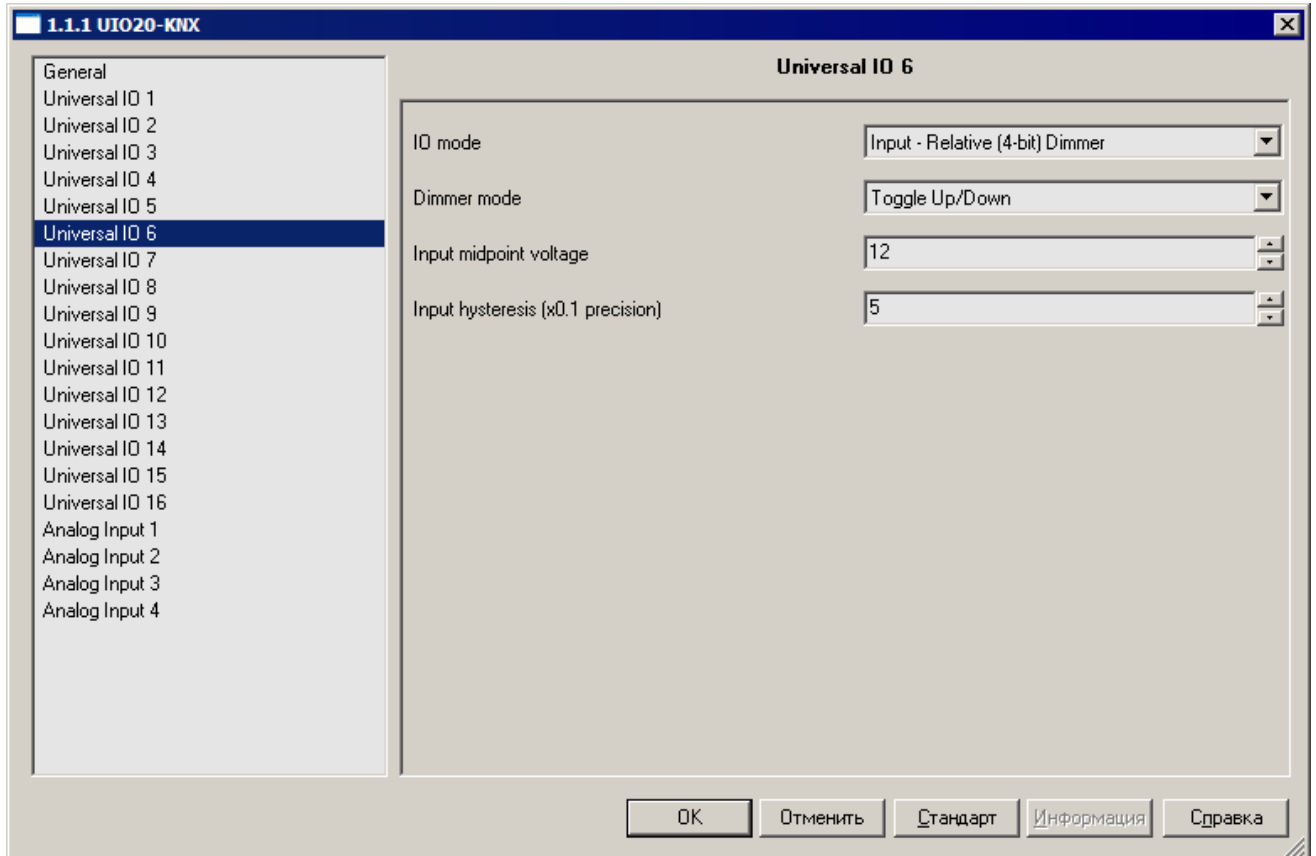 1.1.1 UIO20-KNX
General
Universal IO 1
Universal IO 2
Universal IO 3
Universal IO 4
Universal IO 5
Universal IO 6
Universal IO 7
Universal IO 8
Universal IO 9
Universal IO 10
Universal IO 11
Universal IO 12
Universal IO 13
Universal IO 14
Universal IO 15
Universal IO 16
Analog Input 1
Analog Input 2
Analog Input 3
Analog Input 4
Universal IO 6
IO mode
Input - Relative (4-bit) Dimmer
Dimmer mode
Toggle Up/Down
Input midpoint voltage
12
Input hysteresis (x0.1 precision)
5
OK
Отменить
Стандарт
Информация
Справка